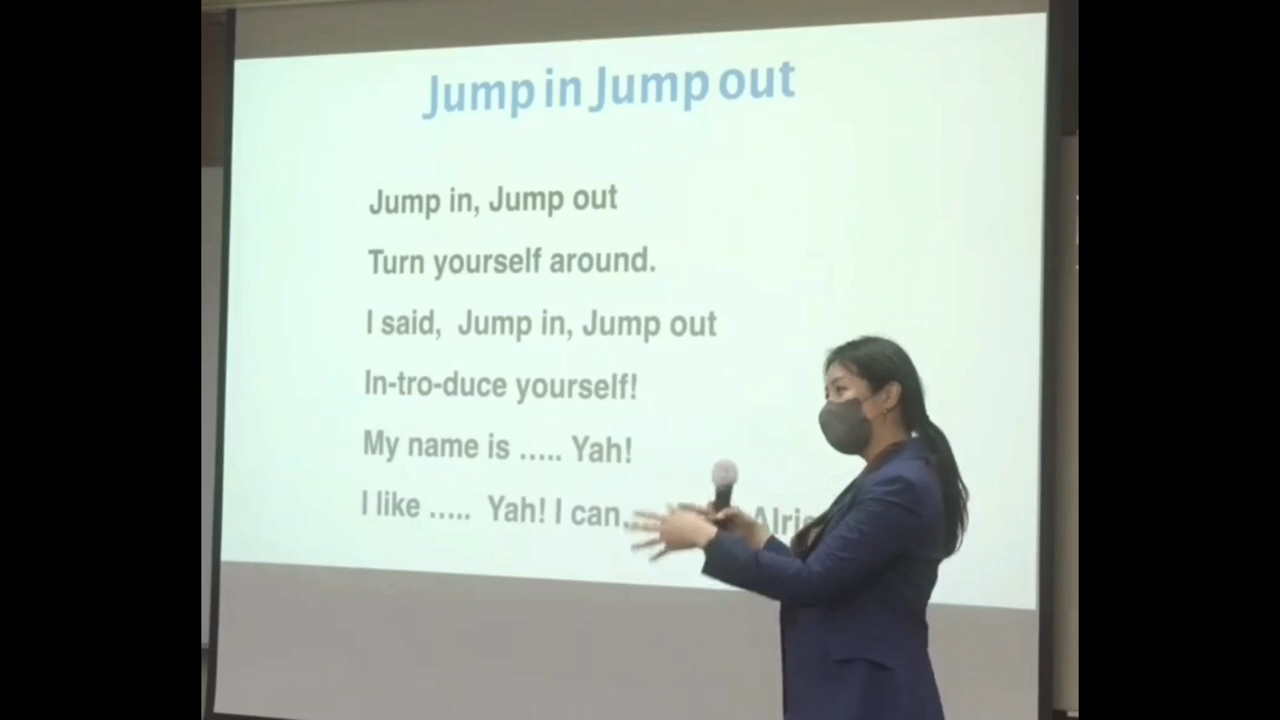 Jump in Jump out
Jump in, Jump out
Turn yourself around.
I said,  Jump in, Jump out
In-tro-duce yourself!
My name is ..... Yah!
I like .....  Yah! I can